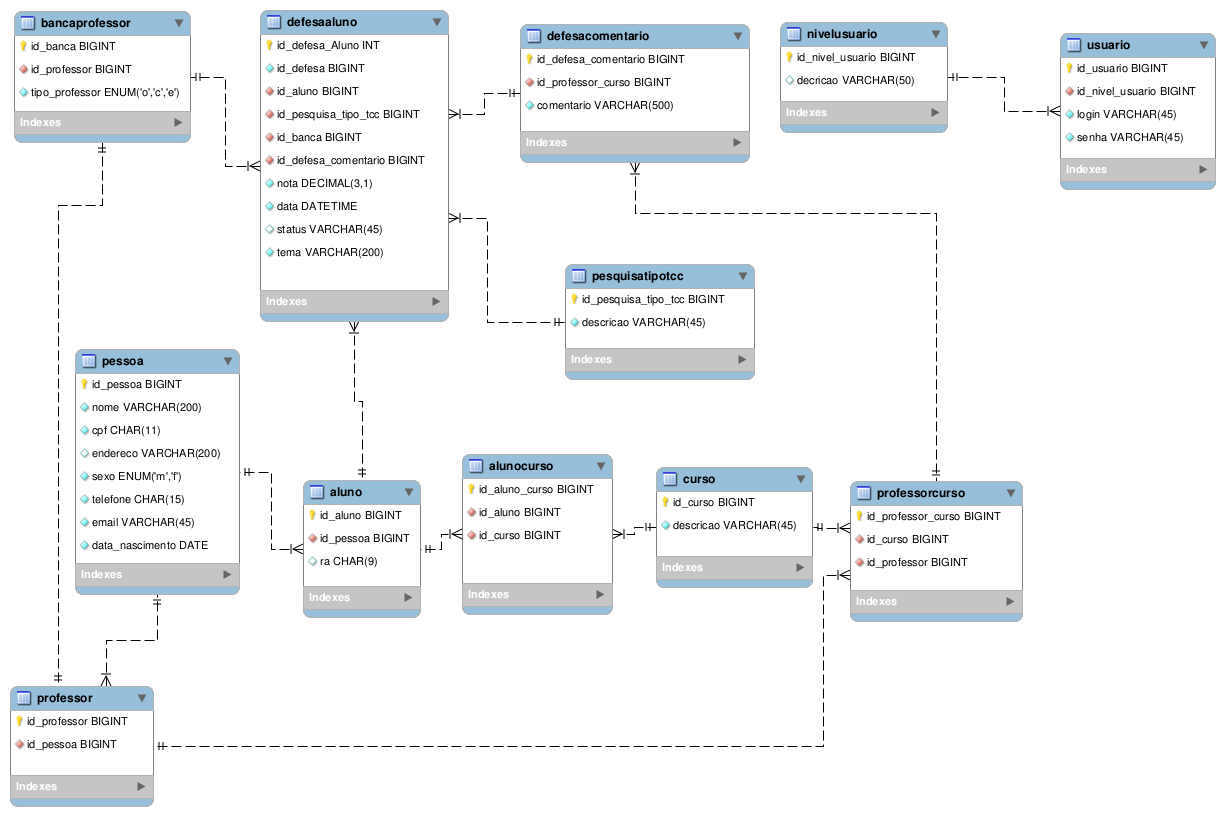 bancaprofessor
id_banca BIGINT
id_professor BIGINT
tipo_professor ENUM('o','c','e')
Indexes
defesaaluno
id_defesa_Aluno INT
id_defesa BIGINT
id_aluno BIGINT
id_pesquisa_tipo_tcc BIGINT
id_banca BIGINT
id_defesa_comentario BIGINT
nota DECIMAL(3,1)
data DATETIME
status VARCHAR(45)
tema VARCHAR(200)
Indexes
defesacomentario
id_defesa_comentario BIGINT
id_professor_curso BIGINT
comentario VARCHAR(500)
Indexes
nivelusuario
id_nivel_usuario BIGINT
decricao VARCHAR(50)
Indexes
usuario
id_usuario BIGINT
id_nivel_usuario BIGINT
login VARCHAR(45)
senha VARCHAR(45)
Indexes
pesquisatipotcc
id_pesquisa_tipo_tcc BIGINT
descricao VARCHAR(45)
Indexes
pessoa
id_pessoa BIGINT
nome VARCHAR(200)
cpf CHAR(11)
endereco VARCHAR(200)
sexo ENUM('m','f')
telefone CHAR(15)
email VARCHAR(45)
data_nascimento DATE
Indexes
aluno
id_aluno BIGINT
id_pessoa BIGINT
ra CHAR(9)
Indexes
alunocurso
id_aluno_curso BIGINT
id_aluno BIGINT
id_curso BIGINT
Indexes
curso
id_curso BIGINT
descricao VARCHAR(45)
Indexes
professorcurso
id_professor_curso BIGINT
id_curso BIGINT
id_professor BIGINT
Indexes
professor
id_professor BIGINT
id_pessoa BIGINT
Indexes